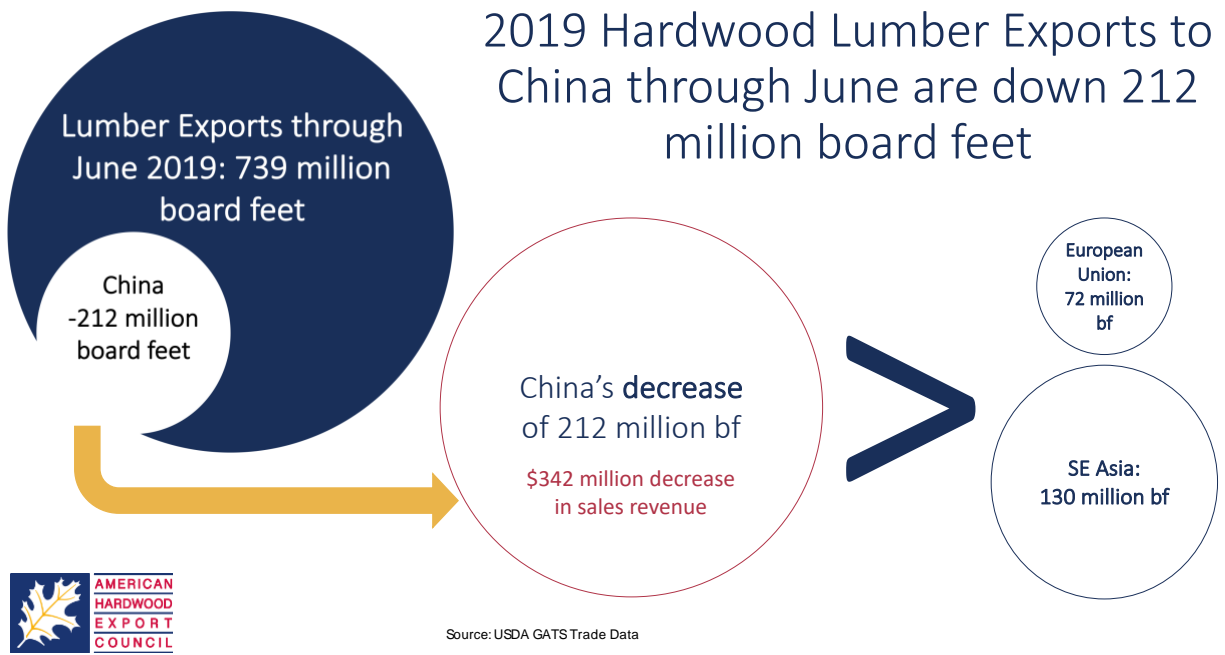 2019 Hardwood Lumber Exports to
China through June are down 212
million board feet
Lumber Exports through
June 2019: 739 million
board feet
China
-212 million
board feet
China's decrease
of 212 million bf
$342 million decrease
in sales revenue
>
European
Union:
72 million
bf
SE Asia:
130 million bf
AMERICAN
HARDWOOD
EXPORT
COUNCIL
Source: USDA GATS Trade Data